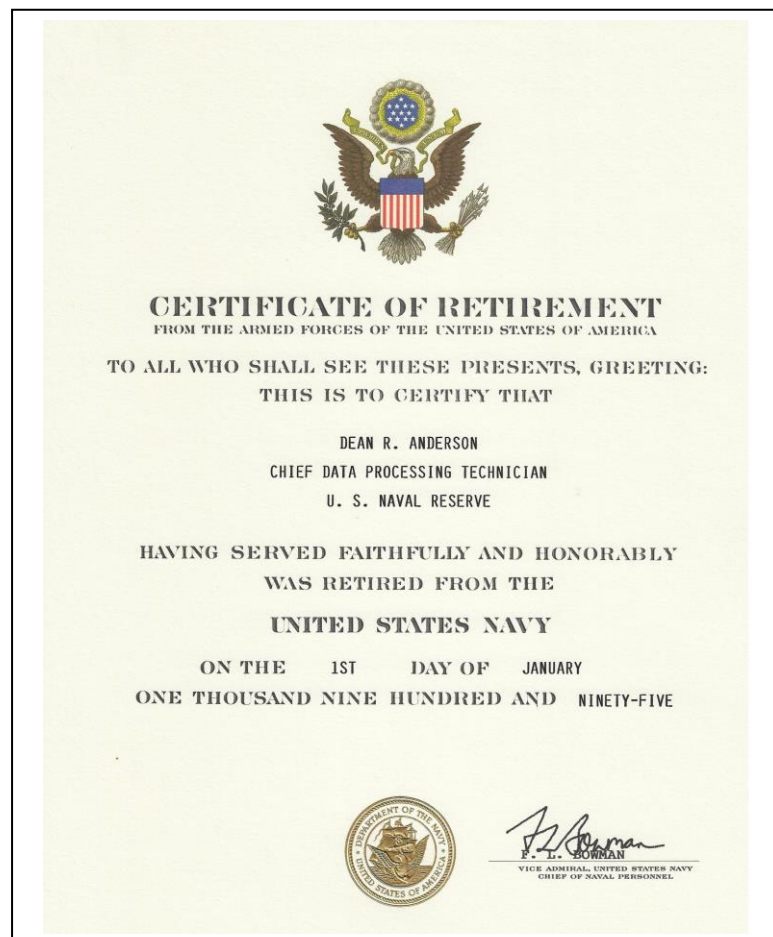 CERTIFICATE OF RETIREMENT
FROM THE ARMED FORCES OF THE UNITED STATES OF AMERICA
TO ALL WHO SHALL SEE THESE PRESENTS, GREETING:
THIS IS TO CERTIFY THAT
DEAN R. ANDERSON
CHIEF DATA PROCESSING TECHNICIAN
U. S. NAVAL RESERVE
HAVING SERVED FAITHFULLY AND HONORABLY
WAS RETIRED FROM THE
UNITED STATES NAVY
ON THE 1ST DAY OF JANUARY
ONE THOUSAND NINE HUNDRED AND NINETY-FIVE
DEPARTMENT OF THE NAVY
UNITED STATES OF AMERICA
F L Bowman
F. L. BOWMAN
VICE ADMIRAL, UNITED STATES NAVY
CHIEF OF NAVAL PERSONNEL